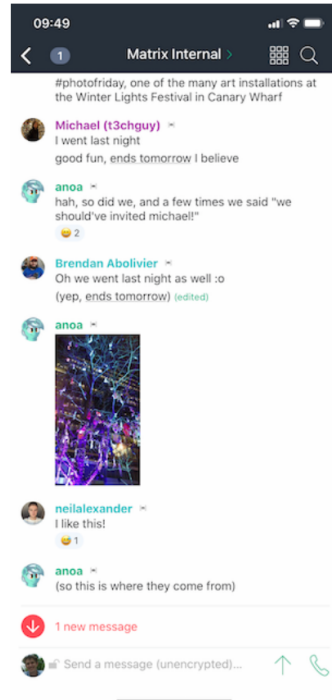 09:49
1
Matrix Internal >
#photofriday, one of the many art installations at
the Winter Lights Festival in Canary Wharf
Michael (t3chguy)
I went last night
good fun, ends tomorrow I believe
anoa
hah, so did we, and a few times we said "we
should've invited michael!"
2
Brendan Abolivier
Oh we went last night as well :o
(yep, ends tomorrow) (edited)
anoa
neilalexander
I like this!
1
anoa
(so this is where they come from)
1 new message
Send a message (unencrypted)...